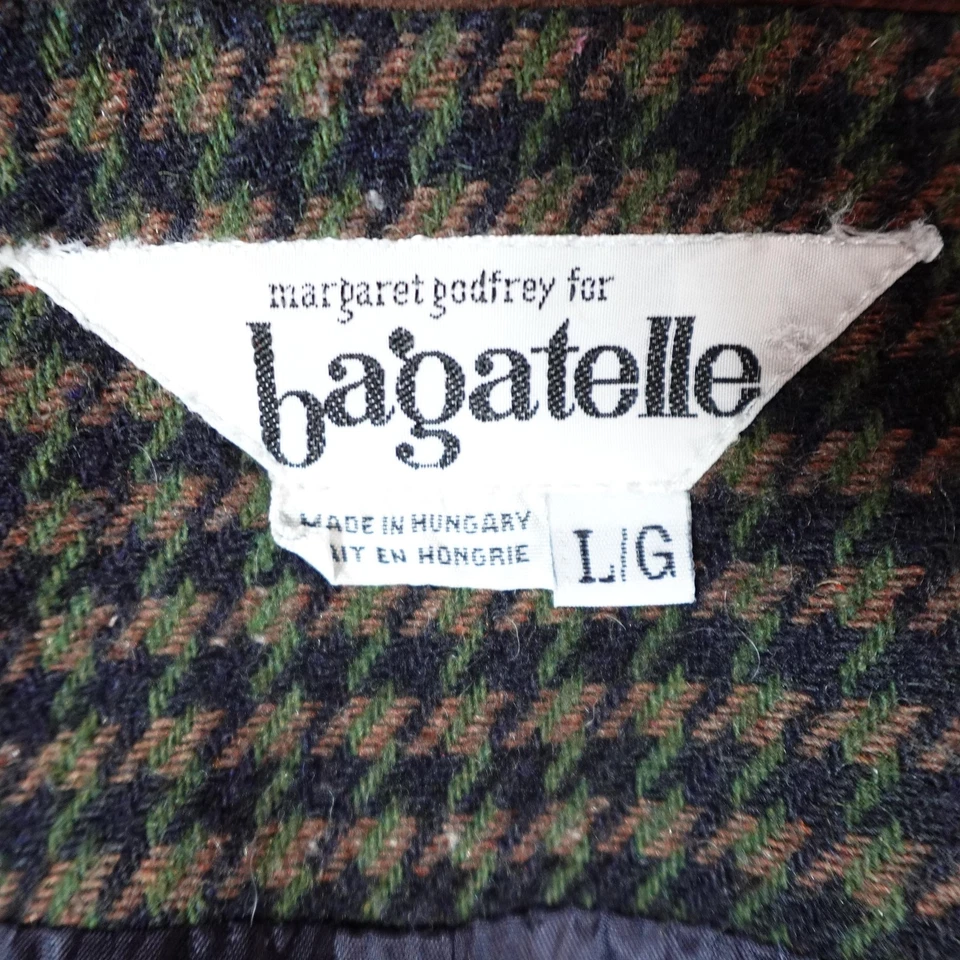 margaret godfrey for
bagatelle
MADE IN HUNGARY
EN HONGRIE
L/G